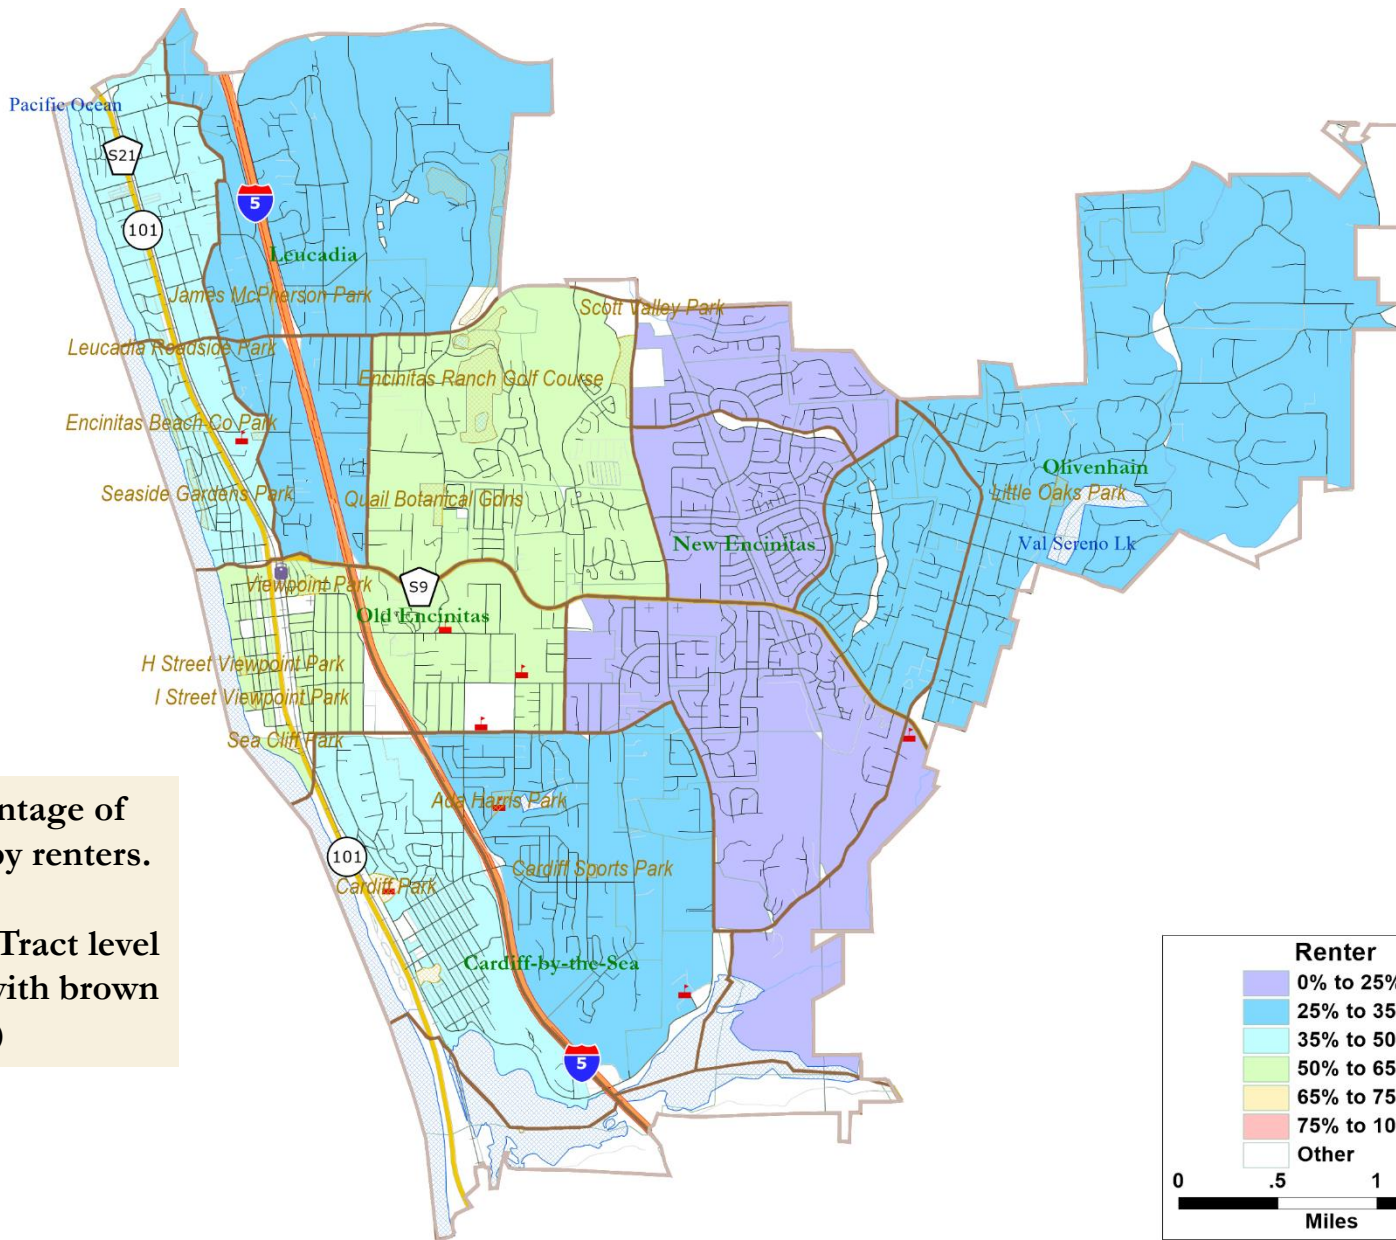 Pacific Ocean
S21
5
101
Leucadia
James McPherson Park
Scott Valley Park
Leucadia Roadside Park
Encinitas Ranch Golf Course
Encinitas Beach Co Park
Olivenhain
Seaside Gardens Park
Quail Botanical Gdns
Little Oaks Park
New Encinitas
Val Sereno Lk
Viewpoint Park
S9
Old Encinitas
H Street Viewpoint Park
I Street Viewpoint Park
Sea Cliff Park
ntage of
by renters.
Tract level
with brown
)
Ada Harris Park
101
Cardiff Park
Cardiff Sports Park
Cardiff-by-the-Sea
5
Renter
0% to 25%
25% to 35
35% to 50
50% to 65
65% to 75
75% to 10
Other
0 .5 1
Miles